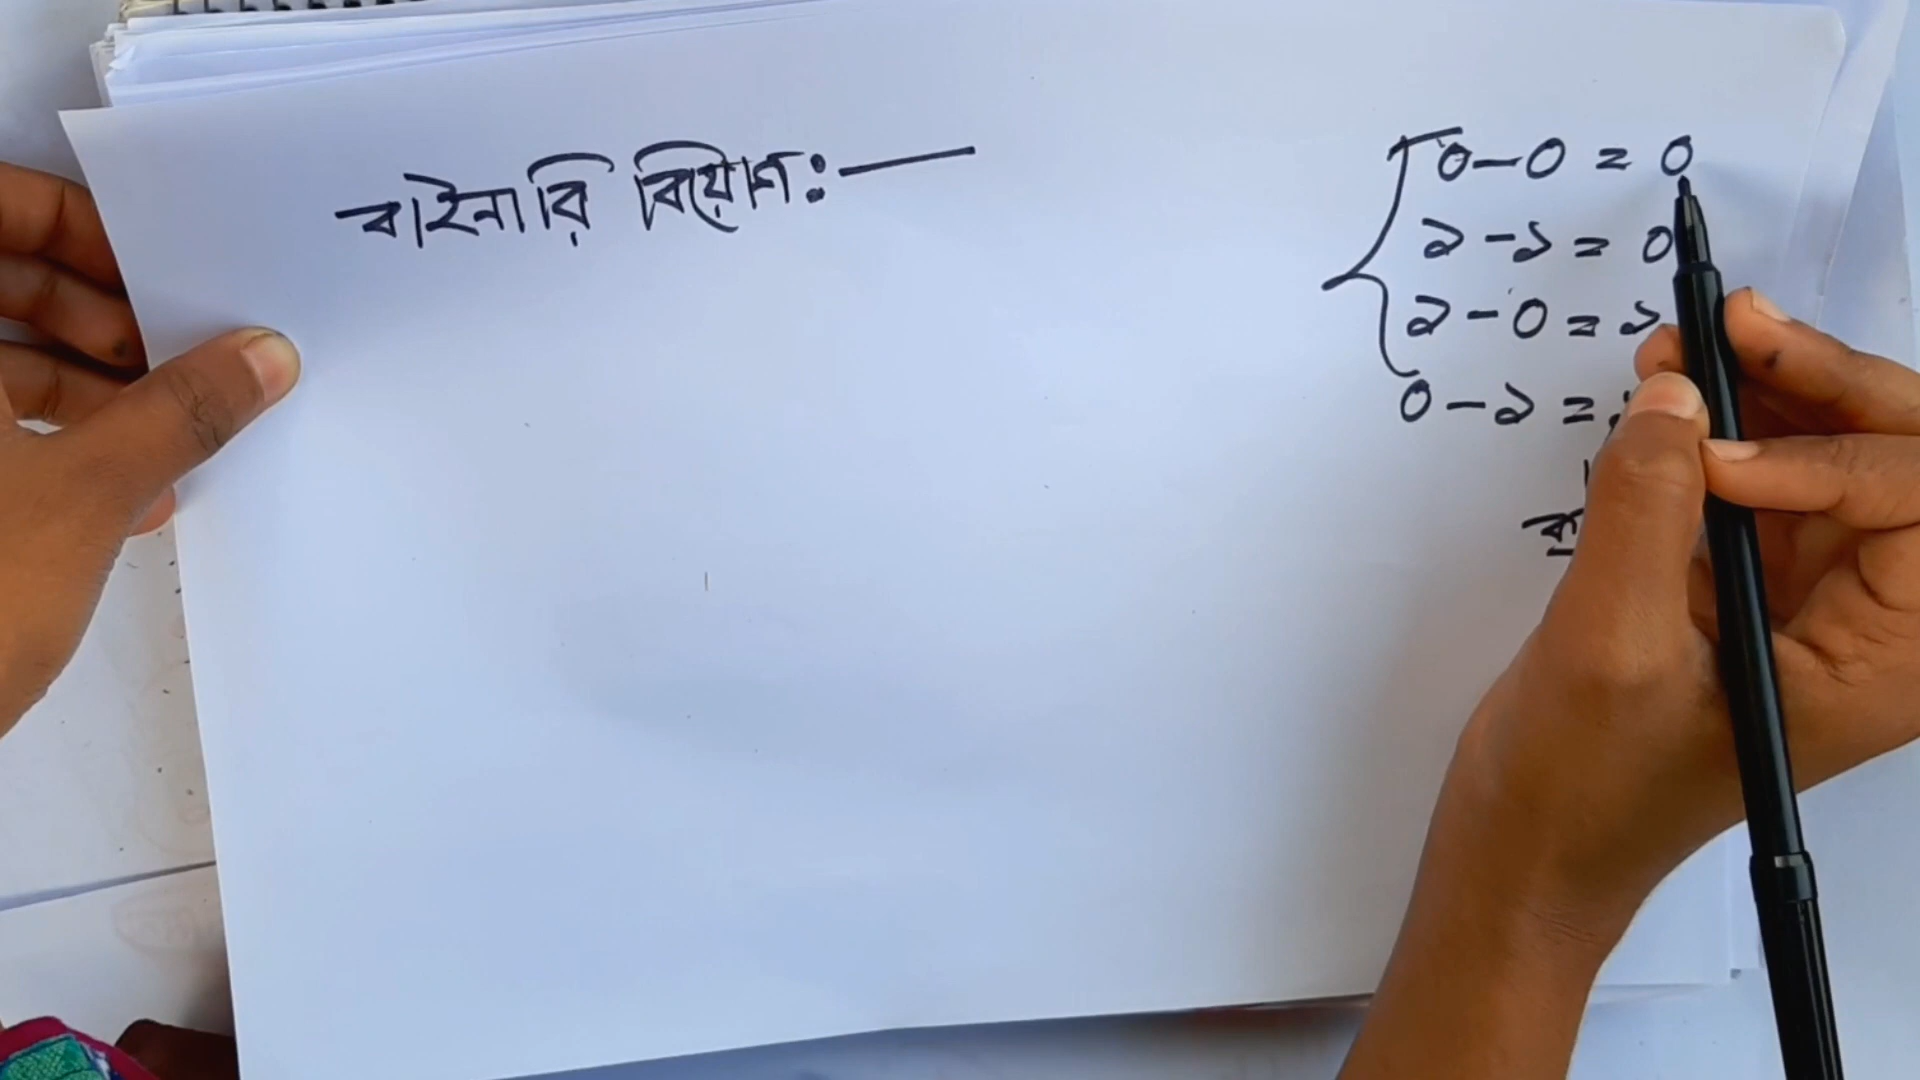 বাইনারি বিয়োগ:—
০-০ = ০
১-১ = ০
১-০ = ১
০-১ =